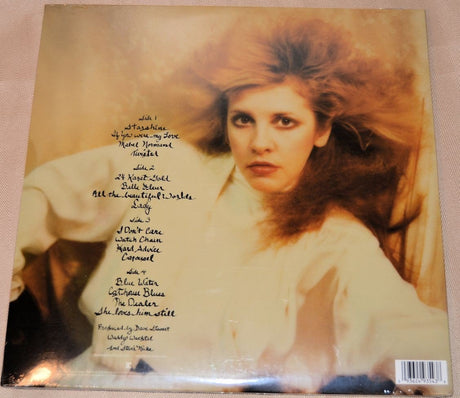 Side 1
Starshine
If You were my Love
Mabel Normand
Twisted
Side 2
24 Karat Gold
Belle Fleur
All the beautiful Worlds
Lady
Side 3
I Don't Care
Watch Chain
Hard Advice
Carousel
Side 4
Blue Water
Cathouse Blues
The Dealer
She loves him still
Produced by Dave Stewart
Waddy Wachtel
and Stevie Nicks